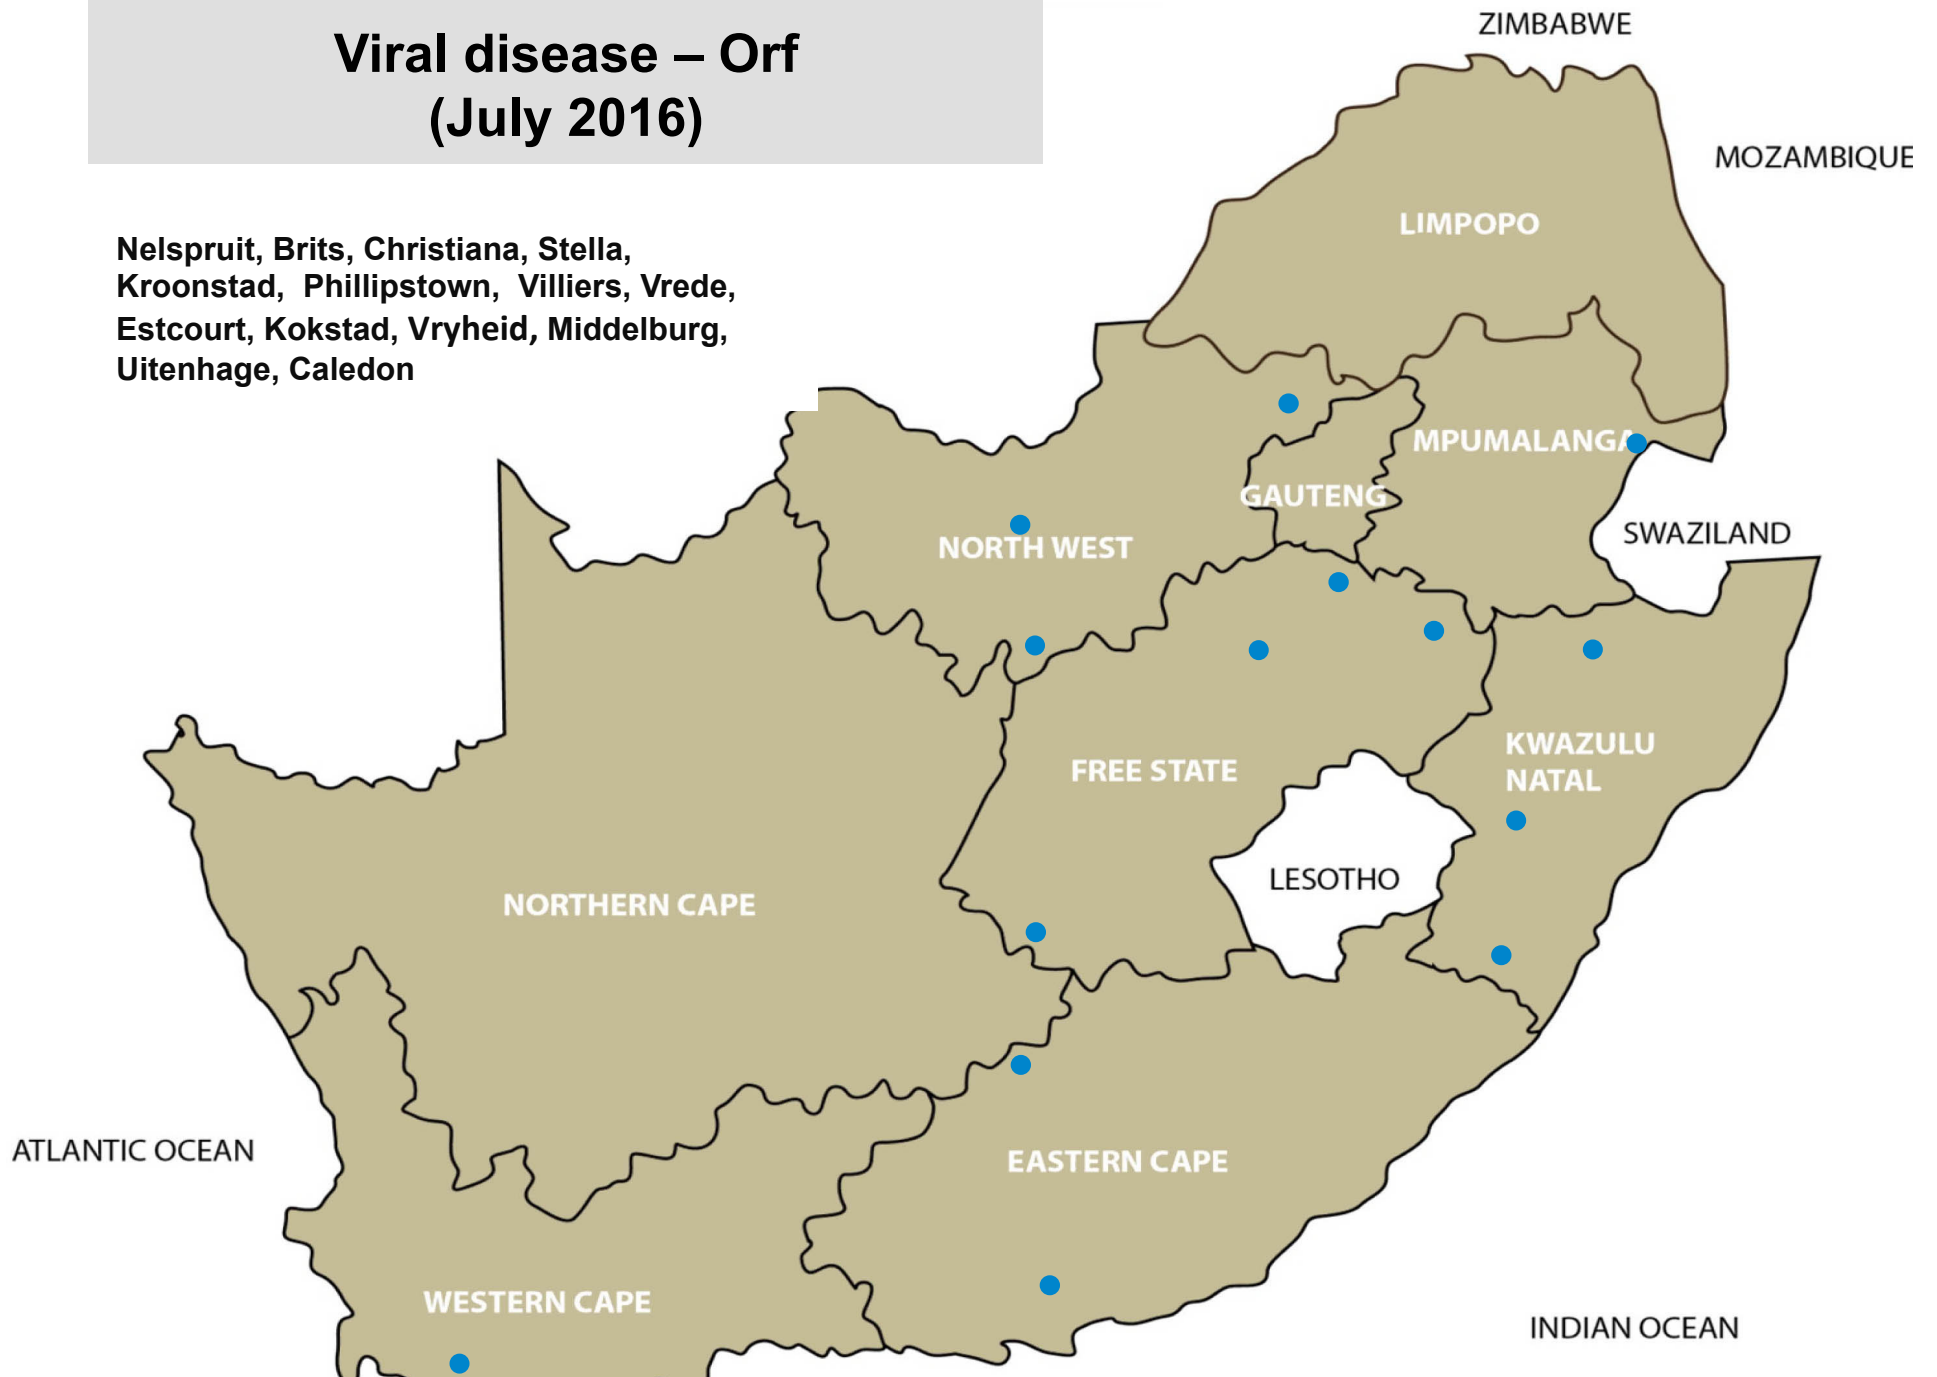 Viral disease – Orf
(July 2016)
Nelspruit, Brits, Christiana, Stella,
Kroonstad, Phillipstown, Villiers, Vrede,
Estcourt, Kokstad, Vryheid, Middelburg,
Uitenhage, Caledon
ZIMBABWE
MOZAMBIQUE
LIMPOPO
MPUMALANGA
GAUTENG
SWAZILAND
NORTH WEST
KWAZULU
NATAL
FREE STATE
LESOTHO
NORTHERN CAPE
ATLANTIC OCEAN
EASTERN CAPE
WESTERN CAPE
INDIAN OCEAN